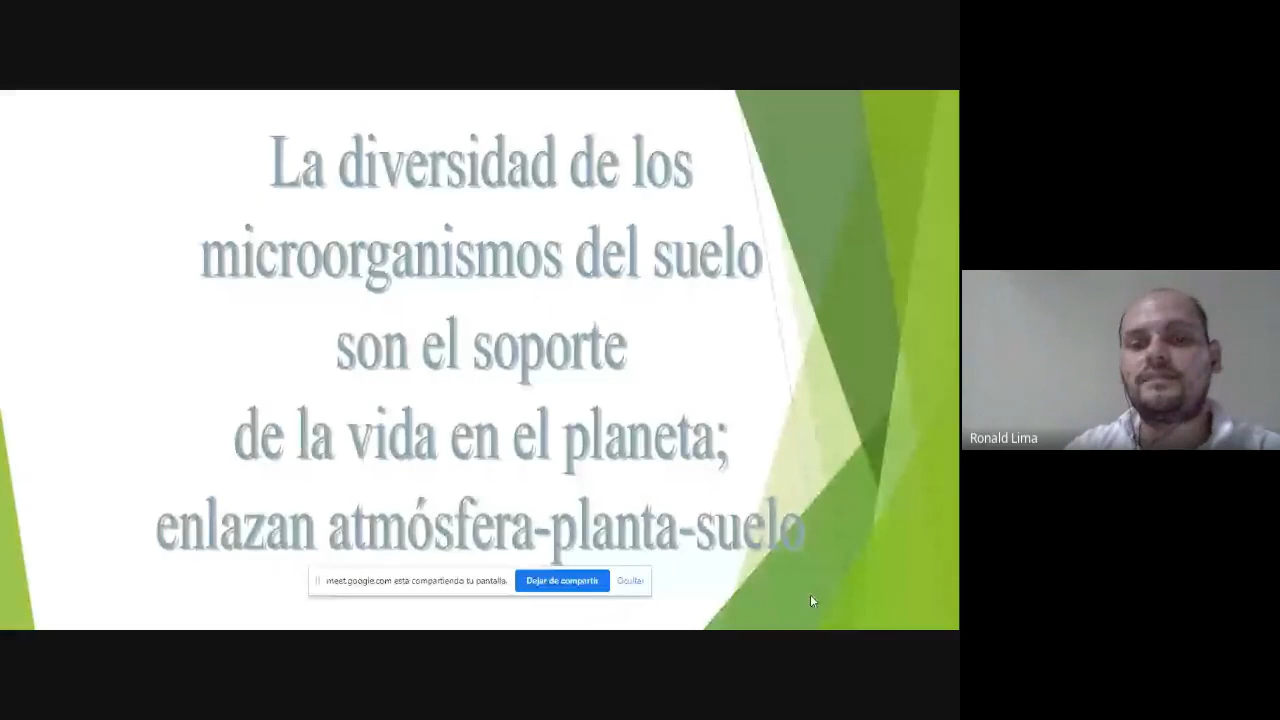 La diversidad de los
microorganismos del suelo
son el soporte
de la vida en el planeta;
enlazan atmósfera-planta-suelo
meet.google.com está compartiendo tu pantalla. Dejar de compartir Ocultar
Ronald Lima